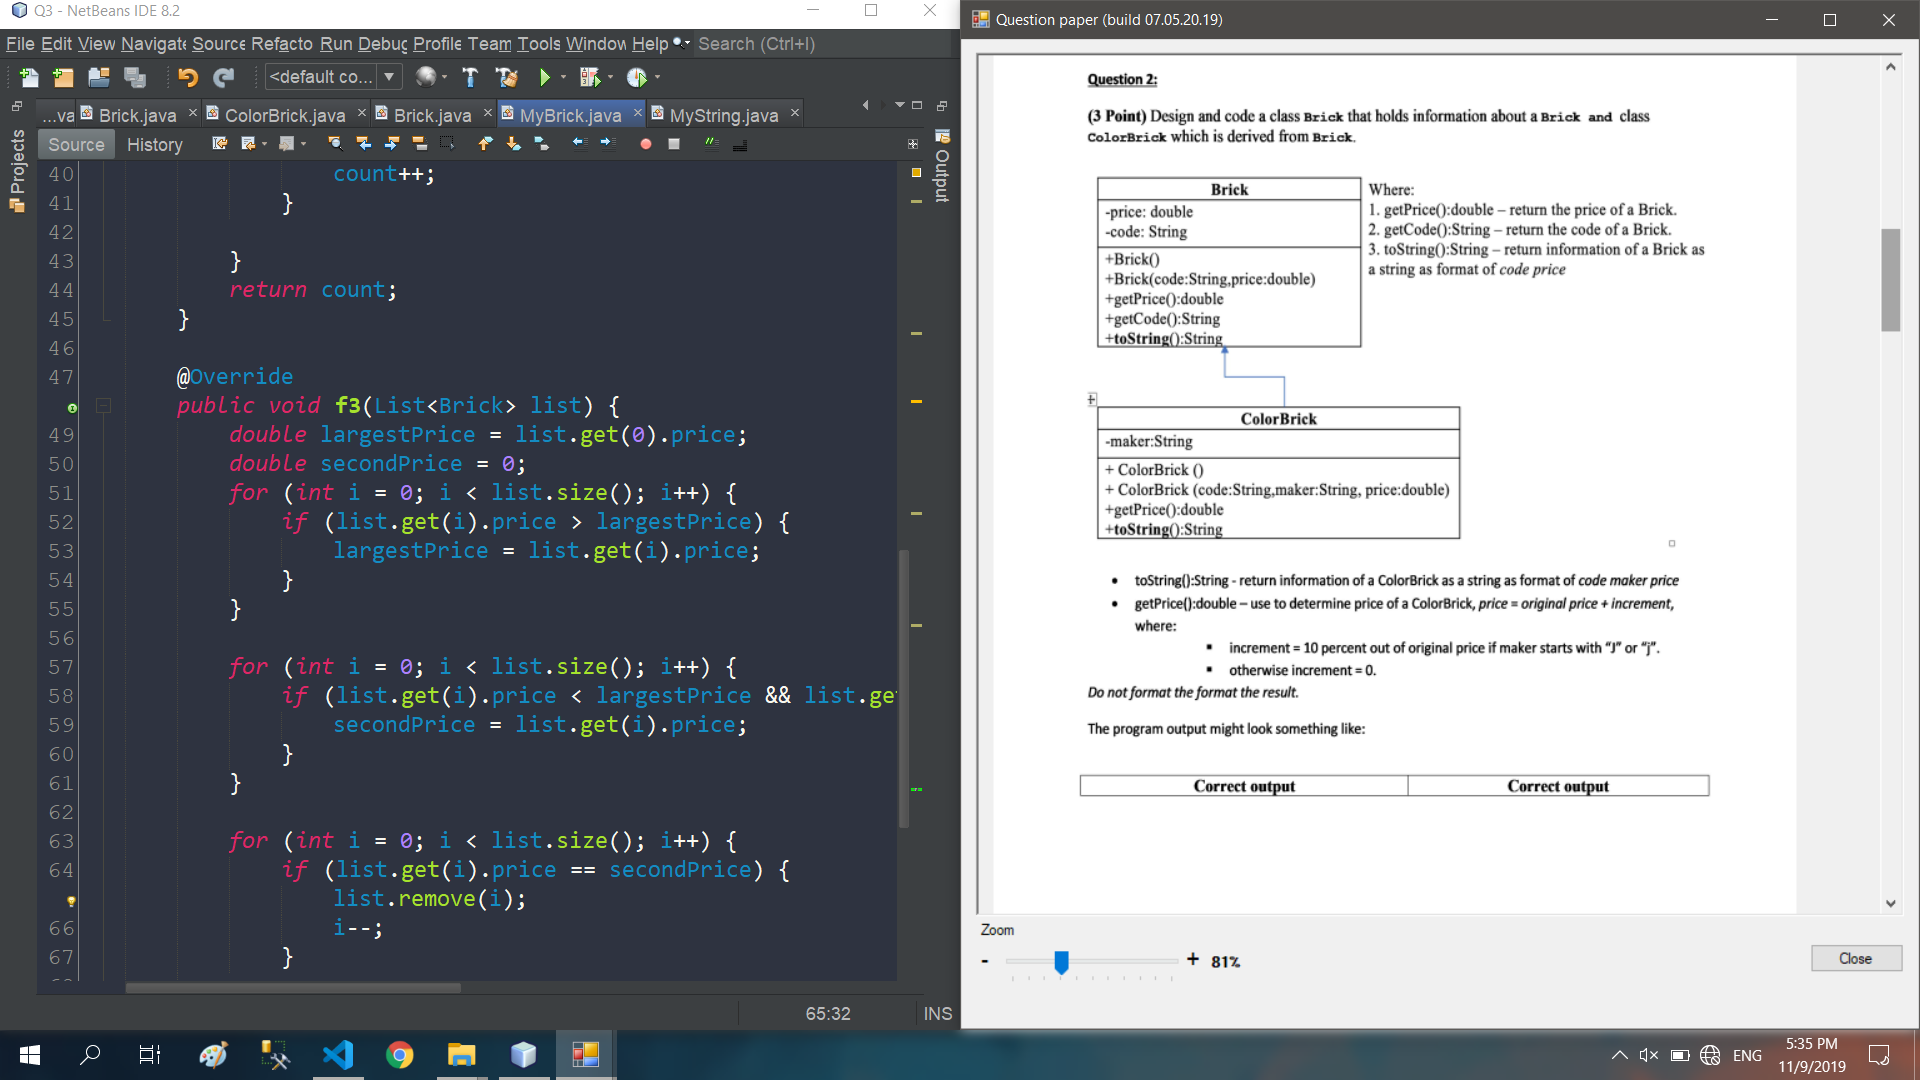 Q3 - NetBeans IDE 8.2
File Edit View Navigate Source Refacto Run Debug Profile Team Tools Window Help
Search (Ctrl+I)
<default co...
...va
Brick.java
ColorBrick.java
Brick.java
MyBrick.java
MyString.java
Source
History
Projects
Output
40 count++;
41 }
42
43 }
44 return count;
45 }
46
47 @Override
public void f3(List<Brick> list) {
49 double largestPrice = list.get(0).price;
50 double secondPrice = 0;
51 for (int i = 0; i < list.size(); i++) {
52 if (list.get(i).price > largestPrice) {
53 largestPrice = list.get(i).price;
54 }
55 }
56
57 for (int i = 0; i < list.size(); i++) {
58 if (list.get(i).price < largestPrice && list.ge
59 secondPrice = list.get(i).price;
60 }
61 }
62
63 for (int i = 0; i < list.size(); i++) {
64 if (list.get(i).price == secondPrice) {
list.remove(i);
66 i--;
67 }
65:32
INS
Question paper (build 07.05.20.19)
Question 2:
(3 Point) Design and code a class Brick that holds information about a Brick and class
ColorBrick which is derived from Brick.
Brick
-price: double
-code: String
+Brick()
+Brick(code:String,price:double)
+getPrice():double
+getCode():String
+toString():String
Where:
1. getPrice():double – return the price of a Brick.
2. getCode():String – return the code of a Brick.
3. toString():String – return information of a Brick as
a string as format of code price
ColorBrick
-maker:String
+ ColorBrick ()
+ ColorBrick (code:String,maker:String, price:double)
+getPrice():double
+toString():String
• toString():String - return information of a ColorBrick as a string as format of code maker price
• getPrice():double – use to determine price of a ColorBrick, price = original price + increment,
where:
▪ increment = 10 percent out of original price if maker starts with “J” or “j”.
▪ otherwise increment = 0.
Do not format the format the result.
The program output might look something like:
Correct output
Correct output
Zoom
- + 81%
Close
ENG
5:35 PM
11/9/2019